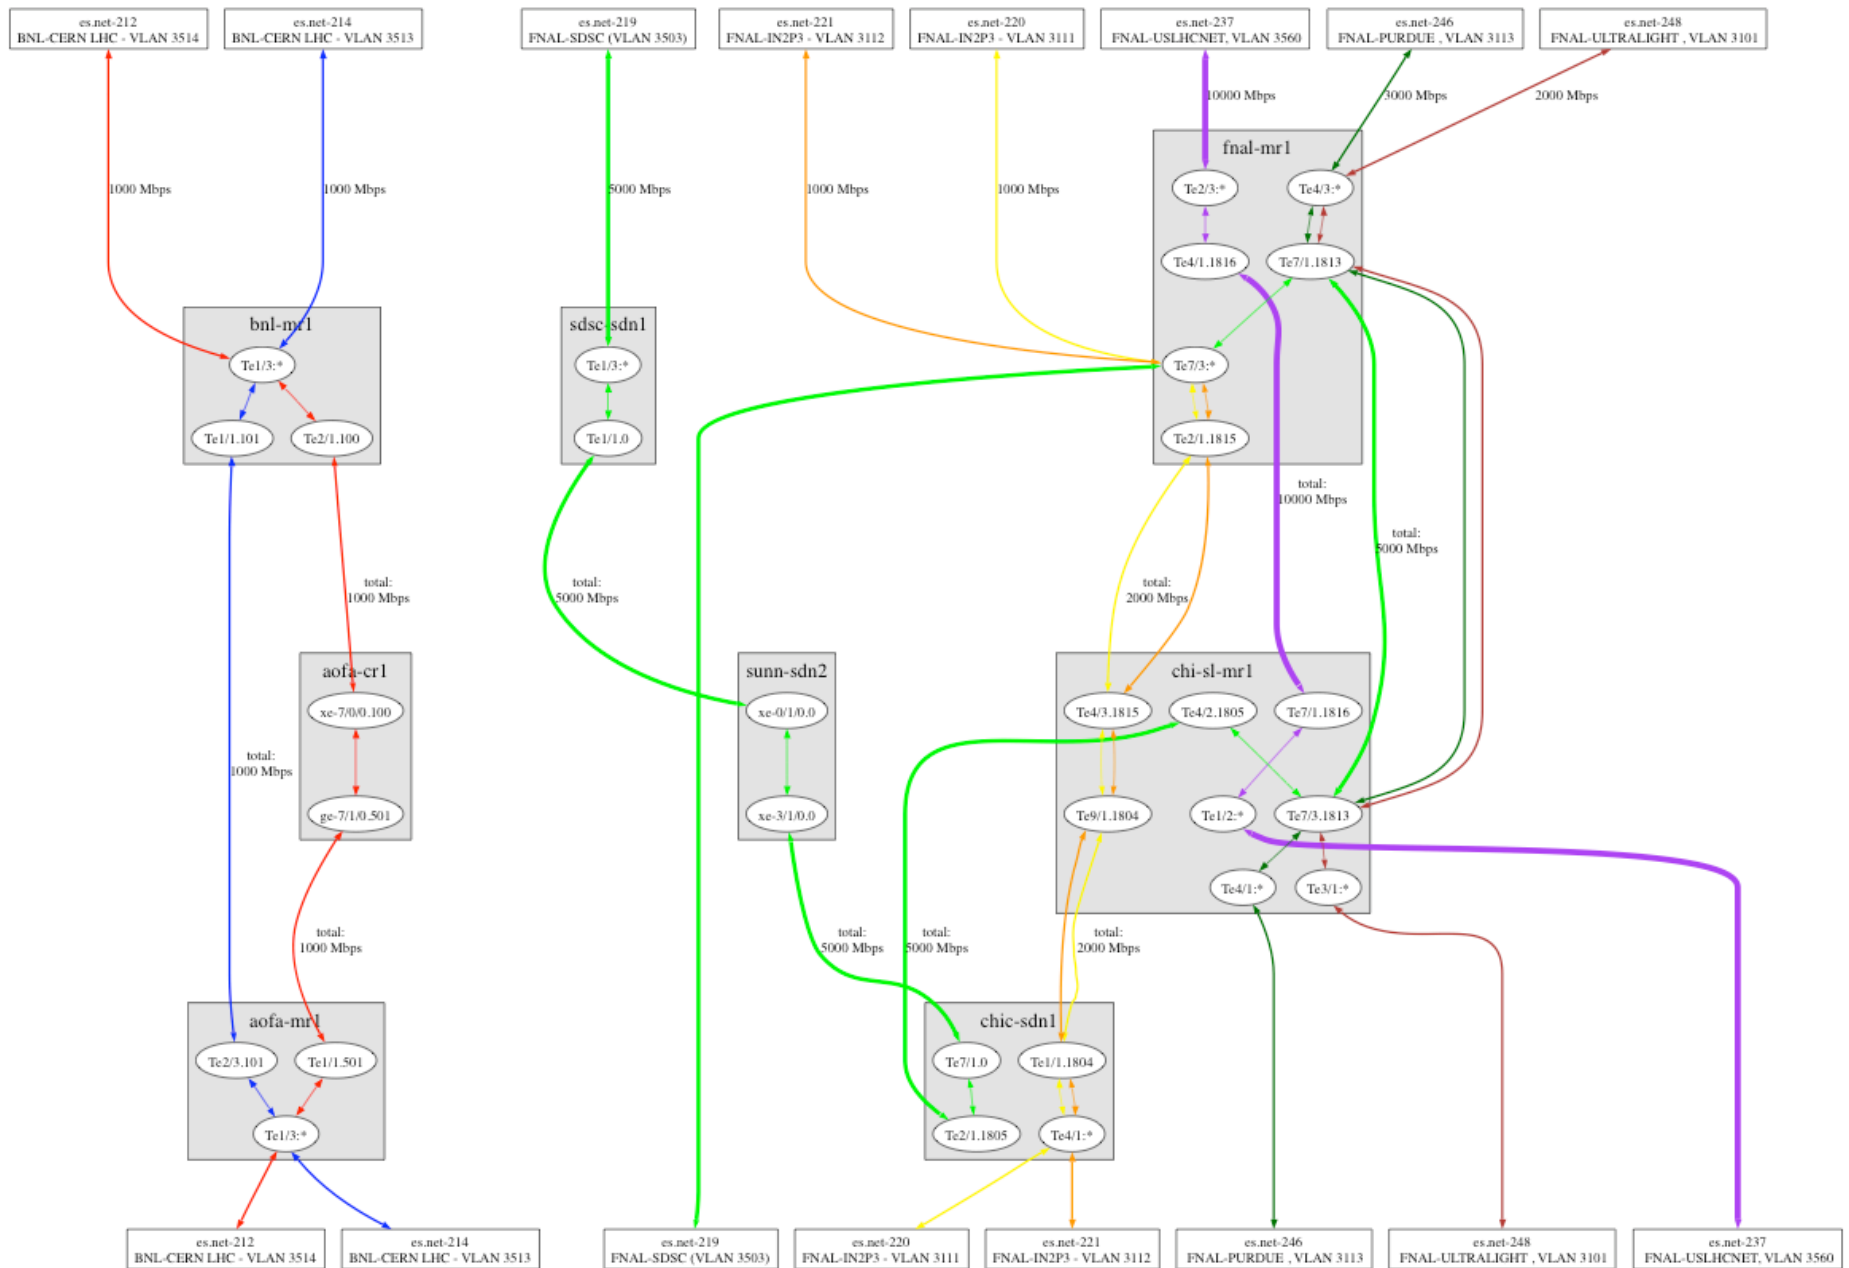 es.net-212
BNL-CERN LHC - VLAN 3514
es.net-214
BNL-CERN LHC - VLAN 3513
es.net-219
FNAL-SDSC (VLAN 3503)
es.net-221
FNAL-IN2P3 - VLAN 3112
es.net-220
FNAL-IN2P3 - VLAN 3111
es.net-237
FNAL-USLHCNET, VLAN 3560
es.net-246
FNAL-PURDUE , VLAN 3113
es.net-248
FNAL-ULTRALIGHT , VLAN 3101
10000 Mbps
3000 Mbps
2000 Mbps
fnal-mr1
1000 Mbps
1000 Mbps
5000 Mbps
1000 Mbps
1000 Mbps
Te2/3:*
Te4/3:*
Te4/1.1816
Te7/1.1813
bnl-mr1
sdsc-sdn1
Te1/3:*
Te1/3:*
Te7/3:*
Te1/1.101
Te2/1.100
Te1/1.0
Te2/1.1815
total:
10000 Mbps
total:
5000 Mbps
total:
1000 Mbps
total:
5000 Mbps
total:
2000 Mbps
aofa-cr1
sunn-sdn2
chi-sl-mr1
xe-7/0/0.100
xe-0/1/0.0
Te4/3.1815
Te4/2.1805
Te7/1.1816
total:
1000 Mbps
ge-7/1/0.501
xe-3/1/0.0
Te9/1.1804
Te1/2:*
Te7/3.1813
Te4/1:*
Te3/1:*
total:
1000 Mbps
total:
5000 Mbps
total:
5000 Mbps
total:
2000 Mbps
aofa-mr1
chic-sdn1
Te2/3.101
Te1/1.501
Te7/1.0
Te1/1.1804
Te1/3:*
Te2/1.1805
Te4/1:*
es.net-212
BNL-CERN LHC - VLAN 3514
es.net-214
BNL-CERN LHC - VLAN 3513
es.net-219
FNAL-SDSC (VLAN 3503)
es.net-220
FNAL-IN2P3 - VLAN 3111
es.net-221
FNAL-IN2P3 - VLAN 3112
es.net-246
FNAL-PURDUE , VLAN 3113
es.net-248
FNAL-ULTRALIGHT , VLAN 3101
es.net-237
FNAL-USLHCNET, VLAN 3560